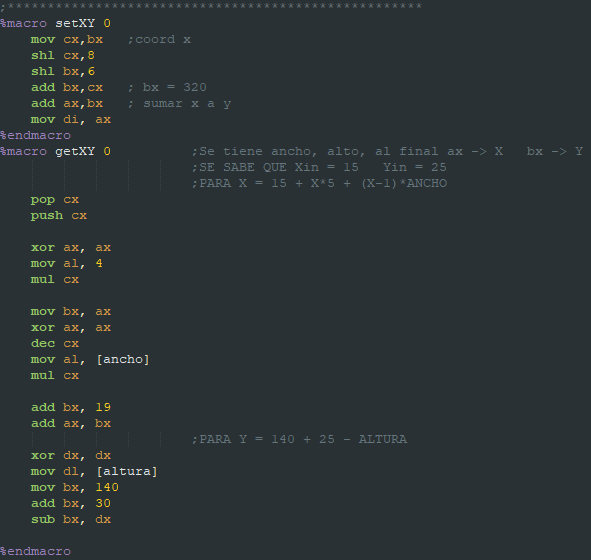 ;****************************************************
%macro setXY 0
mov cx,bx ;coord x
shl cx,8
shl bx,6
add bx,cx ; bx = 320
add ax,bx ; sumar x a y
mov di, ax
%endmacro
%macro getXY 0 ;Se tiene ancho, alto, al final ax -> X bx -> Y
;SE SABE QUE Xin = 15 Yin = 25
;PARA X = 15 + X*5 + (X-1)*ANCHO
pop cx
push cx
xor ax, ax
mov al, 4
mul cx
mov bx, ax
xor ax, ax
dec cx
mov al, [ancho]
mul cx
add bx, 19
add ax, bx
;PARA Y = 140 + 25 - ALTURA
xor dx, dx
mov dl, [altura]
mov bx, 140
add bx, 30
sub bx, dx
%endmacro